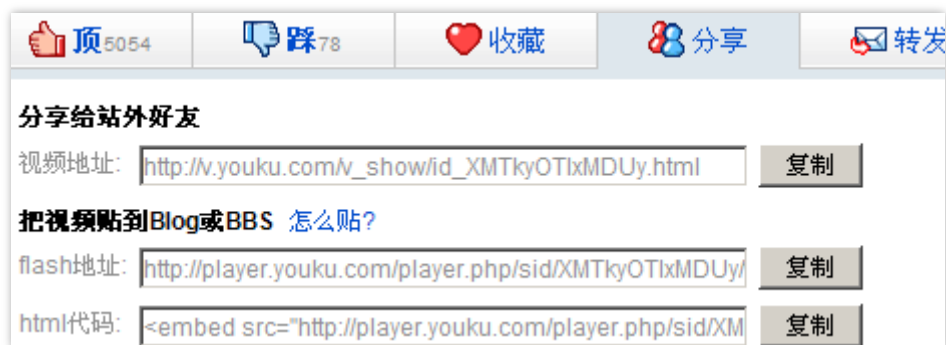 顶5054 踩78 收藏 分享 转发
分享给站外好友
视频地址: http://v.youku.com/v_show/id_XMTkyOTIxMDUy.html 复制
把视频贴到Blog或BBS 怎么贴?
flash地址: http://player.youku.com/player.php/sid/XMTkyOTIxMDUy/ 复制
html代码: <embed src="http://player.youku.com/player.php/sid/XM 复制